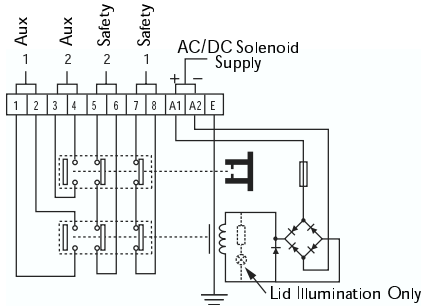 Aux 1
Aux 2
Safety 2
Safety 1
AC/DC Solenoid
Supply
+ −
1 2 3 4 5 6 7 8 A1 A2 E
Lid Illumination Only